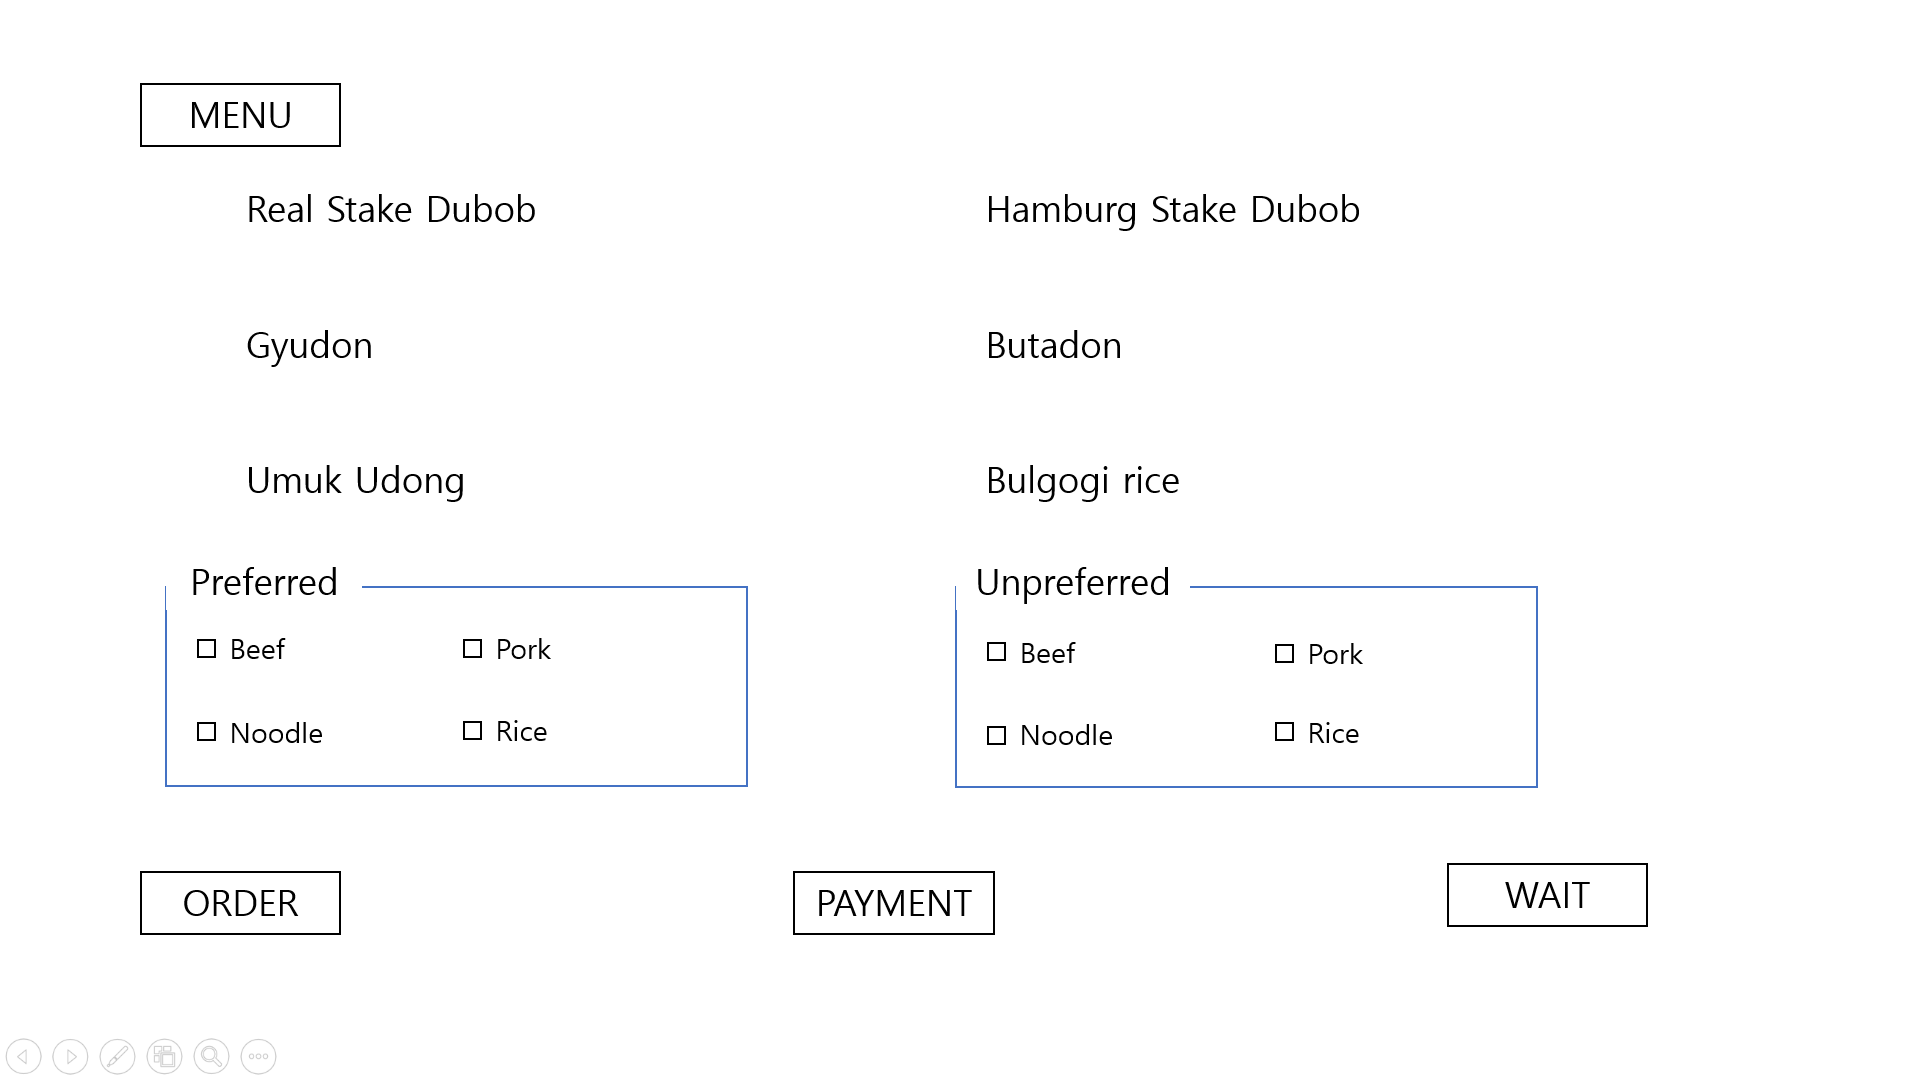 MENU
Real Stake Dubob
Hamburg Stake Dubob
Gyudon
Butadon
Umuk Udong
Bulgogi rice
Preferred
Beef
Pork
Noodle
Rice
Unpreferred
Beef
Pork
Noodle
Rice
ORDER
PAYMENT
WAIT